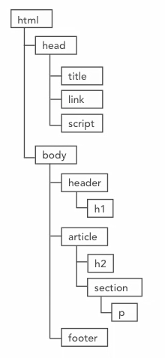 html
head
title
link
script
body
header
h1
article
h2
section
p
footer